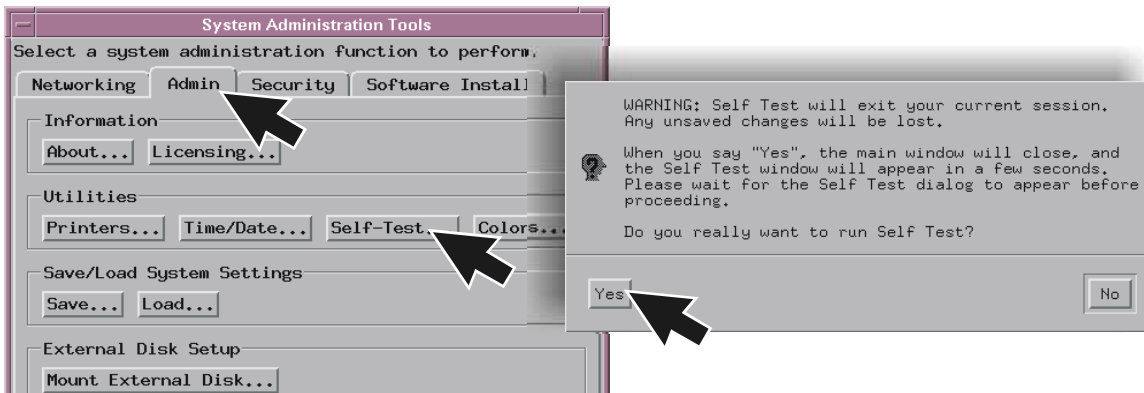 System Administration Tools
Select a system administration function to perform.
Networking Admin Security Software Install
Information
About... Licensing...
Utilities
Printers... Time/Date... Self-Test... Colors...
Save/Load System Settings
Save... Load...
External Disk Setup
Mount External Disk...
WARNING: Self Test will exit your current session.
Any unsaved changes will be lost.
When you say "Yes", the main window will close, and
the Self Test window will appear in a few seconds.
Please wait for the Self Test dialog to appear before
proceeding.
Do you really want to run Self Test?
Yes No